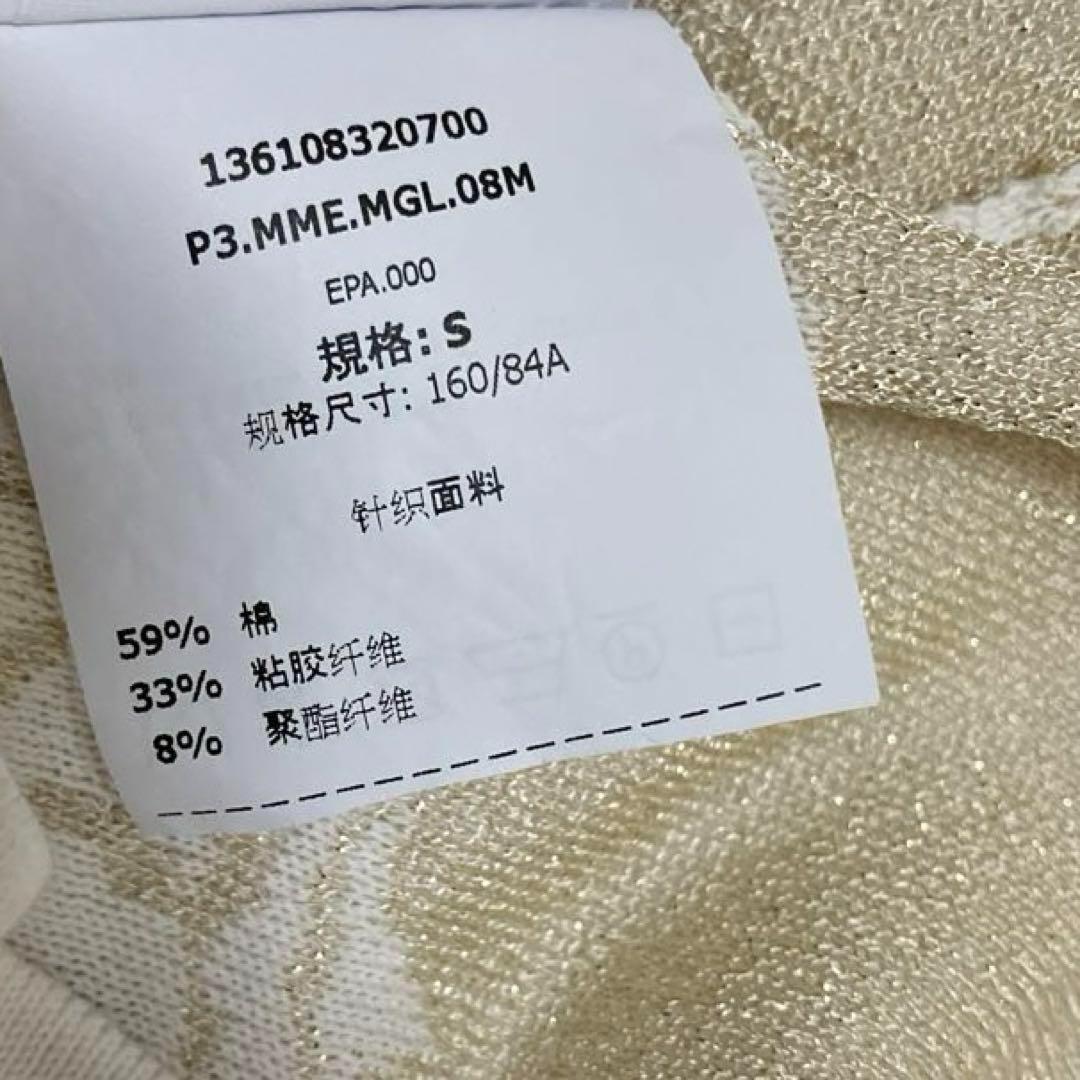 136108320700
P3.MME.MGL.08M
EPA.000
規格: S
规格尺寸: 160/84A
针织面料
59% 棉
33% 粘胶纤维
8% 聚酯纤维